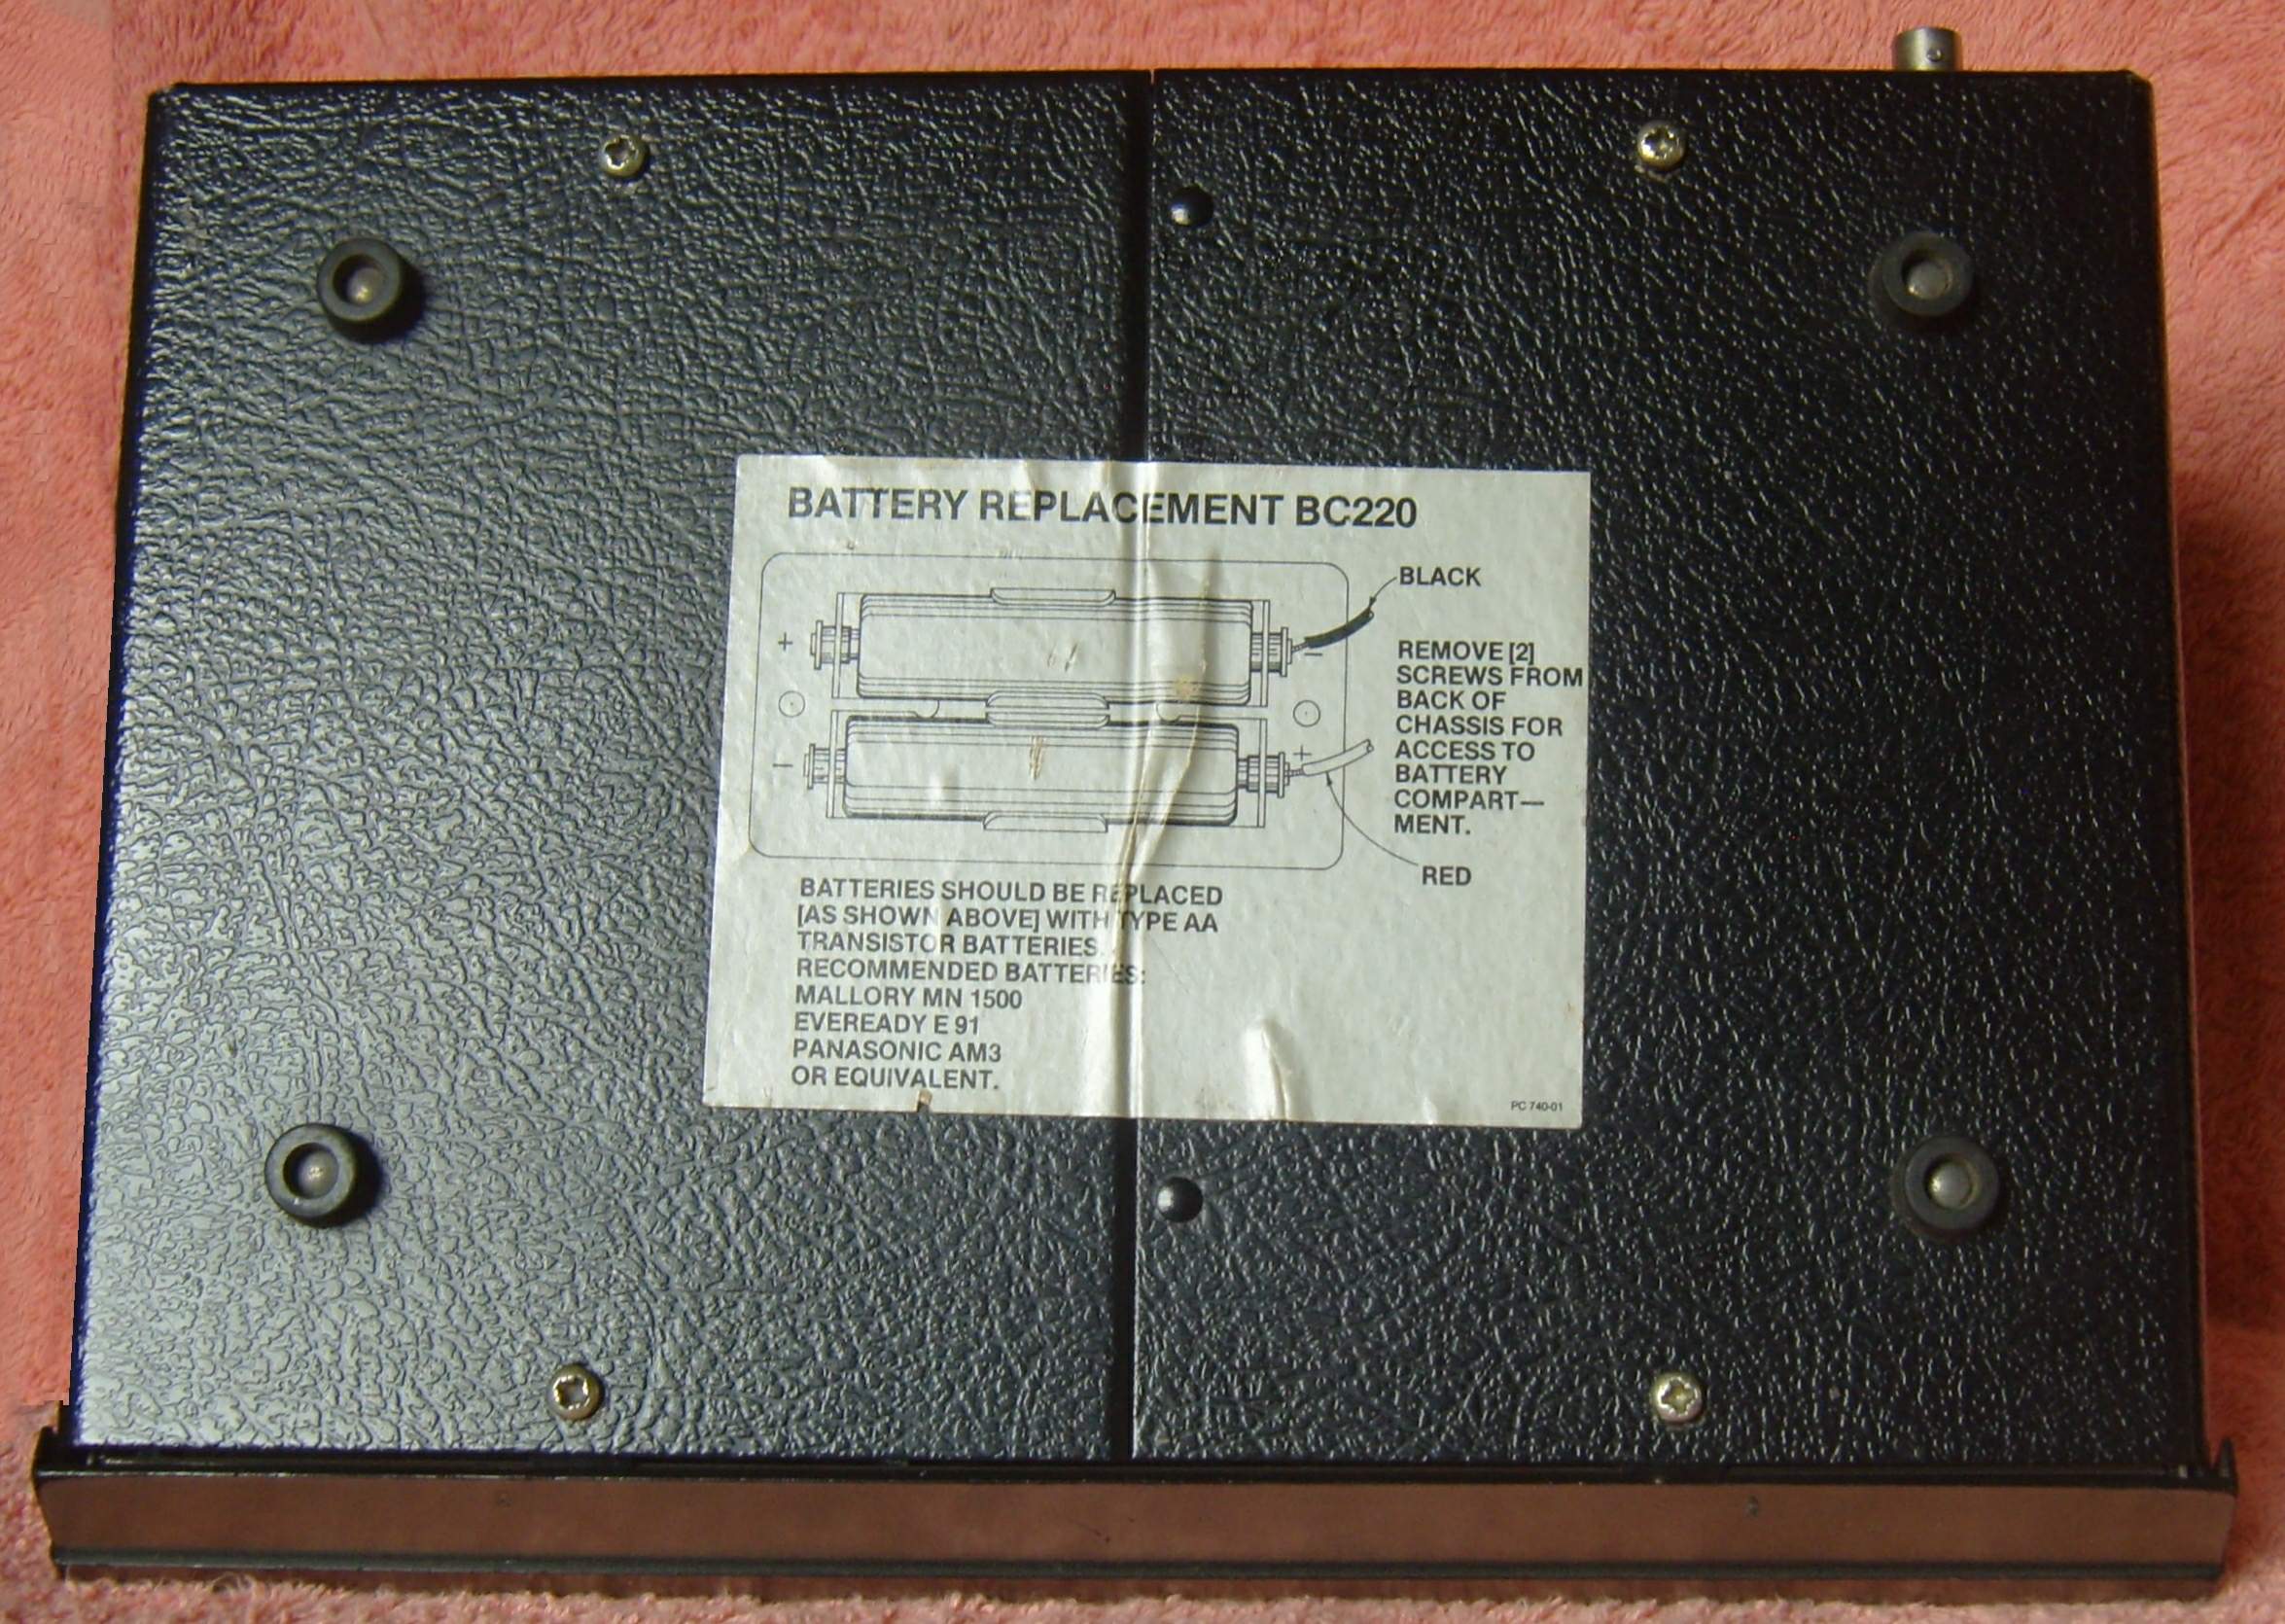 BATTERY REPLACEMENT BC220
BLACK
+
−
REMOVE [2]
SCREWS FROM
BACK OF
CHASSIS FOR
ACCESS TO
BATTERY
COMPART—
MENT.
−
+
RED
BATTERIES SHOULD BE REPLACED
[AS SHOWN ABOVE] WITH TYPE AA
TRANSISTOR BATTERIES.
RECOMMENDED BATTERIES:
MALLORY MN 1500
EVEREADY E 91
PANASONIC AM3
OR EQUIVALENT.
PC 740-01